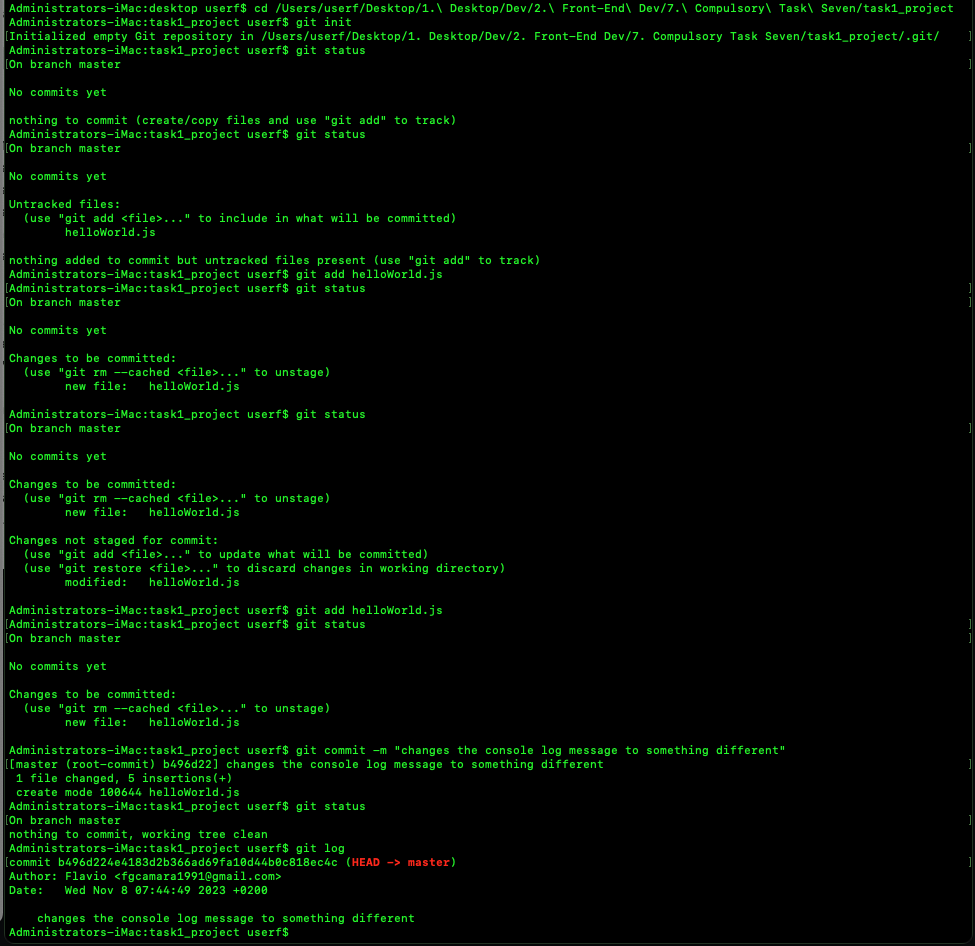 Administrators-iMac:desktop userf$ cd /Users/userf/Desktop/1.\ Desktop/Dev/2.\ Front-End\ Dev/7.\ Compulsory\ Task\ Seven/task1_project
Administrators-iMac:task1_project userf$ git init
[Initialized empty Git repository in /Users/userf/Desktop/1. Desktop/Dev/2. Front-End Dev/7. Compulsory Task Seven/task1_project/.git/ ]
Administrators-iMac:task1_project userf$ git status
[On branch master ]
No commits yet
nothing to commit (create/copy files and use "git add" to track)
Administrators-iMac:task1_project userf$ git status
[On branch master ]
No commits yet
Untracked files:
  (use "git add <file>..." to include in what will be committed)
        helloWorld.js
nothing added to commit but untracked files present (use "git add" to track)
Administrators-iMac:task1_project userf$ git add helloWorld.js
[Administrators-iMac:task1_project userf$ git status ]
[On branch master ]
No commits yet
Changes to be committed:
  (use "git rm --cached <file>..." to unstage)
        new file:   helloWorld.js
Administrators-iMac:task1_project userf$ git status
[On branch master ]
No commits yet
Changes to be committed:
  (use "git rm --cached <file>..." to unstage)
        new file:   helloWorld.js
Changes not staged for commit:
  (use "git add <file>..." to update what will be committed)
  (use "git restore <file>..." to discard changes in working directory)
        modified:   helloWorld.js
Administrators-iMac:task1_project userf$ git add helloWorld.js
[Administrators-iMac:task1_project userf$ git status ]
[On branch master ]
No commits yet
Changes to be committed:
  (use "git rm --cached <file>..." to unstage)
        new file:   helloWorld.js
Administrators-iMac:task1_project userf$ git commit -m "changes the console log message to something different"
[[master (root-commit) b496d22] changes the console log message to something different ]
 1 file changed, 5 insertions(+)
 create mode 100644 helloWorld.js
Administrators-iMac:task1_project userf$ git status
[On branch master ]
nothing to commit, working tree clean
Administrators-iMac:task1_project userf$ git log
[commit b496d224e4183d2b366ad69fa10d44b0c818ec4c (HEAD -> master) ]
Author: Flavio <fgcamara1991@gmail.com>
Date:   Wed Nov 8 07:44:49 2023 +0200
    changes the console log message to something different
Administrators-iMac:task1_project userf$